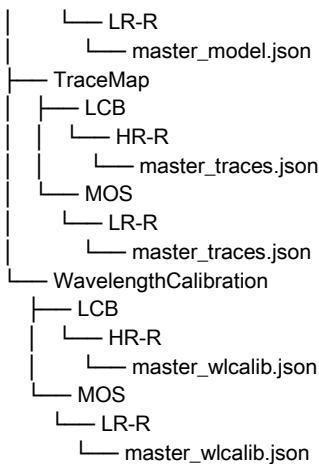 │       └── LR-R
│           └── master_model.json
├── TraceMap
│   ├── LCB
│   │   └── HR-R
│   │       └── master_traces.json
│   └── MOS
│       └── LR-R
│           └── master_traces.json
└── WavelengthCalibration
    ├── LCB
    │   └── HR-R
    │       └── master_wlcalib.json
    └── MOS
        └── LR-R
            └── master_wlcalib.json